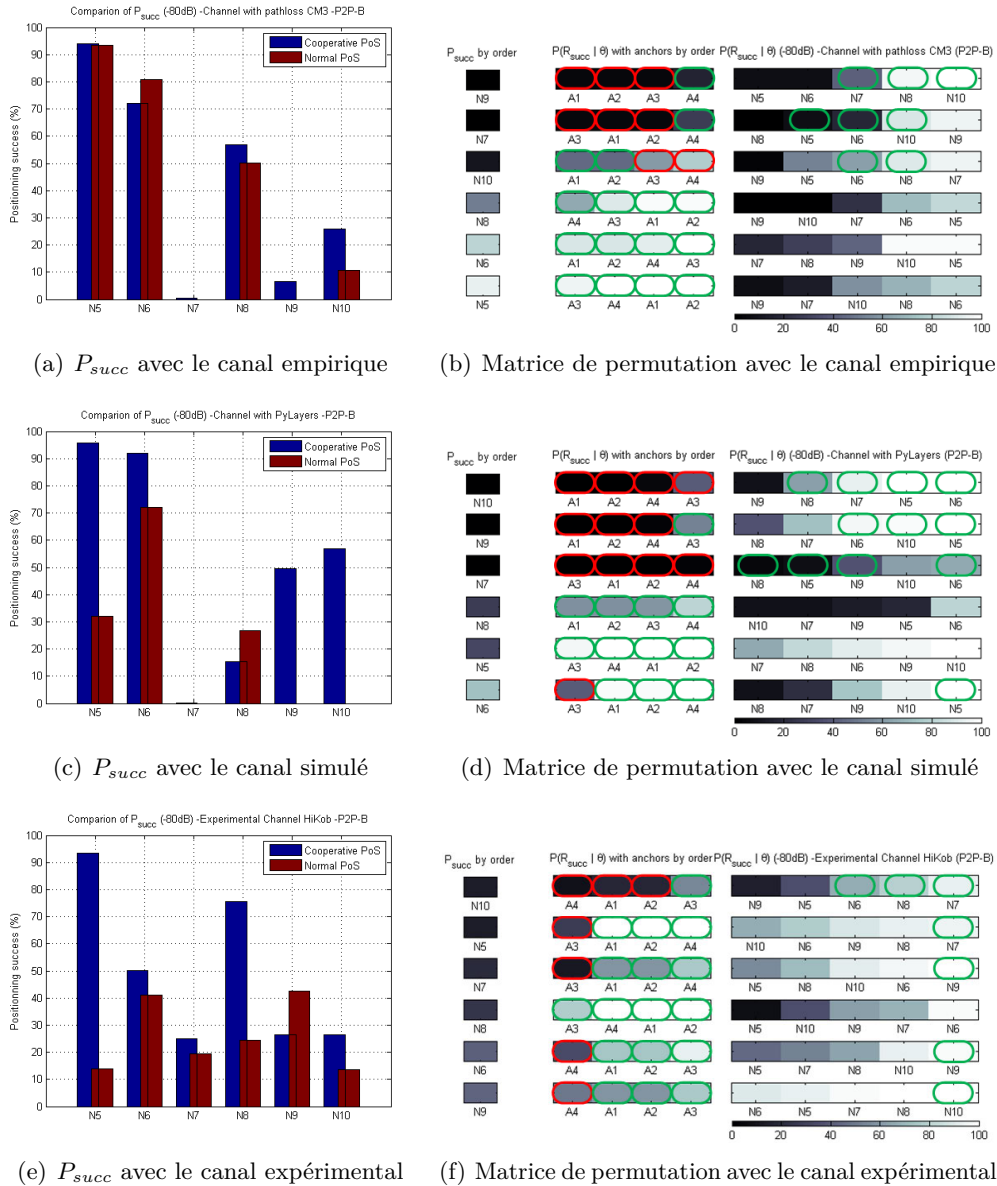 Comparion of P_succ (-80dB) -Channel with pathloss CM3 -P2P-B
Cooperative PoS
Normal PoS
Positionning success (%)
100
90
80
70
60
50
40
30
20
10
0
N5 N6 N7 N8 N9 N10
P_succ by order
P(R_succ | θ) with anchors by order
P(R_succ | θ) (-80dB) -Channel with pathloss CM3 (P2P-B)
N9 A1 A2 A3 A4 N5 N6 N7 N8 N10
N7 A3 A1 A2 A4 N8 N5 N6 N10 N9
N10 A1 A2 A3 A4 N9 N5 N6 N8 N7
N8 A4 A3 A1 A2 N9 N10 N7 N6 N5
N6 A1 A2 A4 A3 N7 N8 N9 N10 N5
N5 A3 A1 A4 A2 N9 N7 N10 N8 N6
0 20 40 60 80 100
(a) P_succ avec le canal empirique
(b) Matrice de permutation avec le canal empirique
Comparion of P_succ (-80dB) -Channel with PyLayers -P2P-B
Cooperative PoS
Normal PoS
Positionning success (%)
100
90
80
70
60
50
40
30
20
10
0
N5 N6 N7 N8 N9 N10
P_succ by order
P(R_succ | θ) with anchors by order
P(R_succ | θ) (-80dB) -Channel with PyLayers (P2P-B)
N10 A1 A2 A4 A3 N9 N8 N7 N6 N5
N9 A1 A2 A4 A3 N8 N7 N6 N10 N5
N7 A3 A1 A2 A4 N8 N5 N9 N10 N6
N8 A1 A2 A3 A4 N10 N7 N9 N5 N6
N5 A3 A4 A1 A2 N7 N8 N6 N9 N10
N6 A3 A1 A2 A4 N8 N7 N10 N9 N5
0 20 40 60 80 100
(c) P_succ avec le canal simulé
(d) Matrice de permutation avec le canal simulé
Comparion of P_succ (-80dB) -Experimental Channel HiKob -P2P-B
Cooperative PoS
Normal PoS
Positionning success (%)
100
90
80
70
60
50
40
30
20
10
0
N5 N6 N7 N8 N9 N10
P_succ by order
P(R_succ | θ) with anchors by order
P(R_succ | θ) (-80dB) -Experimental Channel HiKob (P2P-B)
N10 A4 A1 A2 A3 N9 N5 N6 N8 N7
N5 A3 A1 A2 A4 N10 N6 N9 N8 N7
N7 A3 A1 A2 A4 N5 N8 N10 N6 N9
N8 A3 A4 A1 A2 N5 N10 N9 N7 N6
N6 A4 A1 A2 A3 N5 N7 N8 N10 N9
N9 A4 A1 A2 A3 N6 N5 N7 N8 N10
0 20 40 60 80 100
(e) P_succ avec le canal expérimental
(f) Matrice de permutation avec le canal expérimental